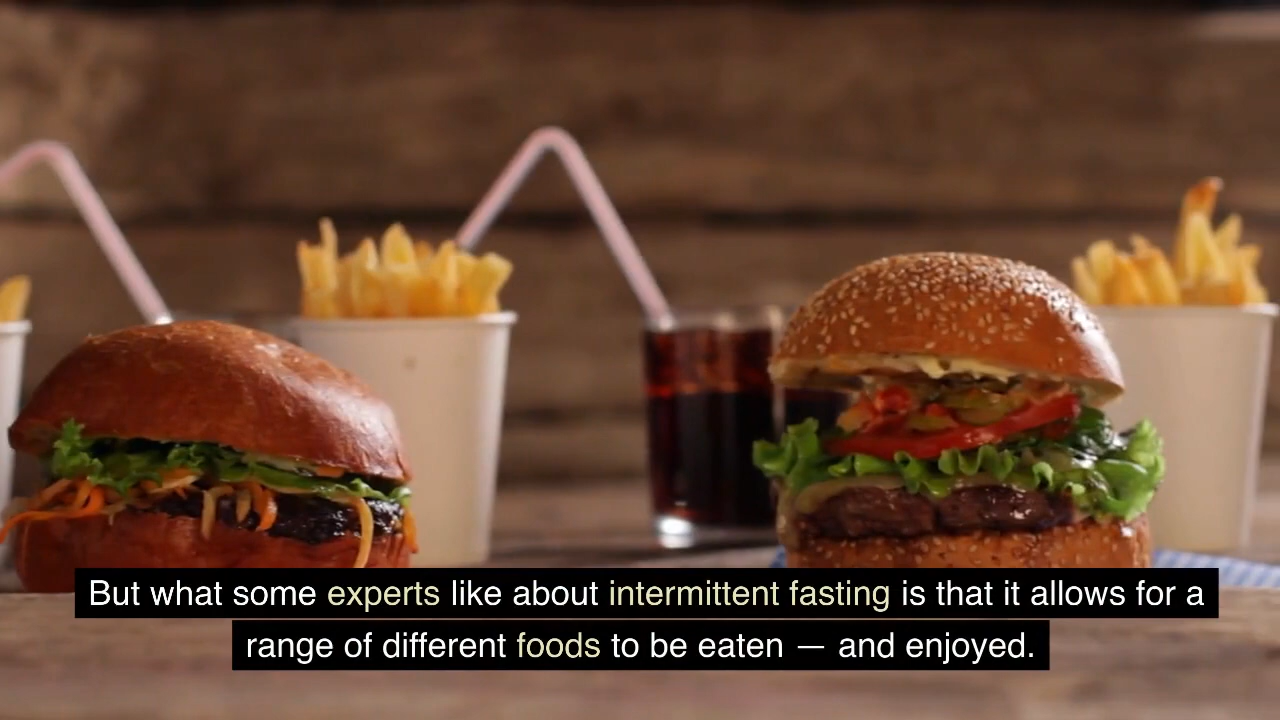 But what some experts like about intermittent fasting is that it allows for a
range of different foods to be eaten — and enjoyed.